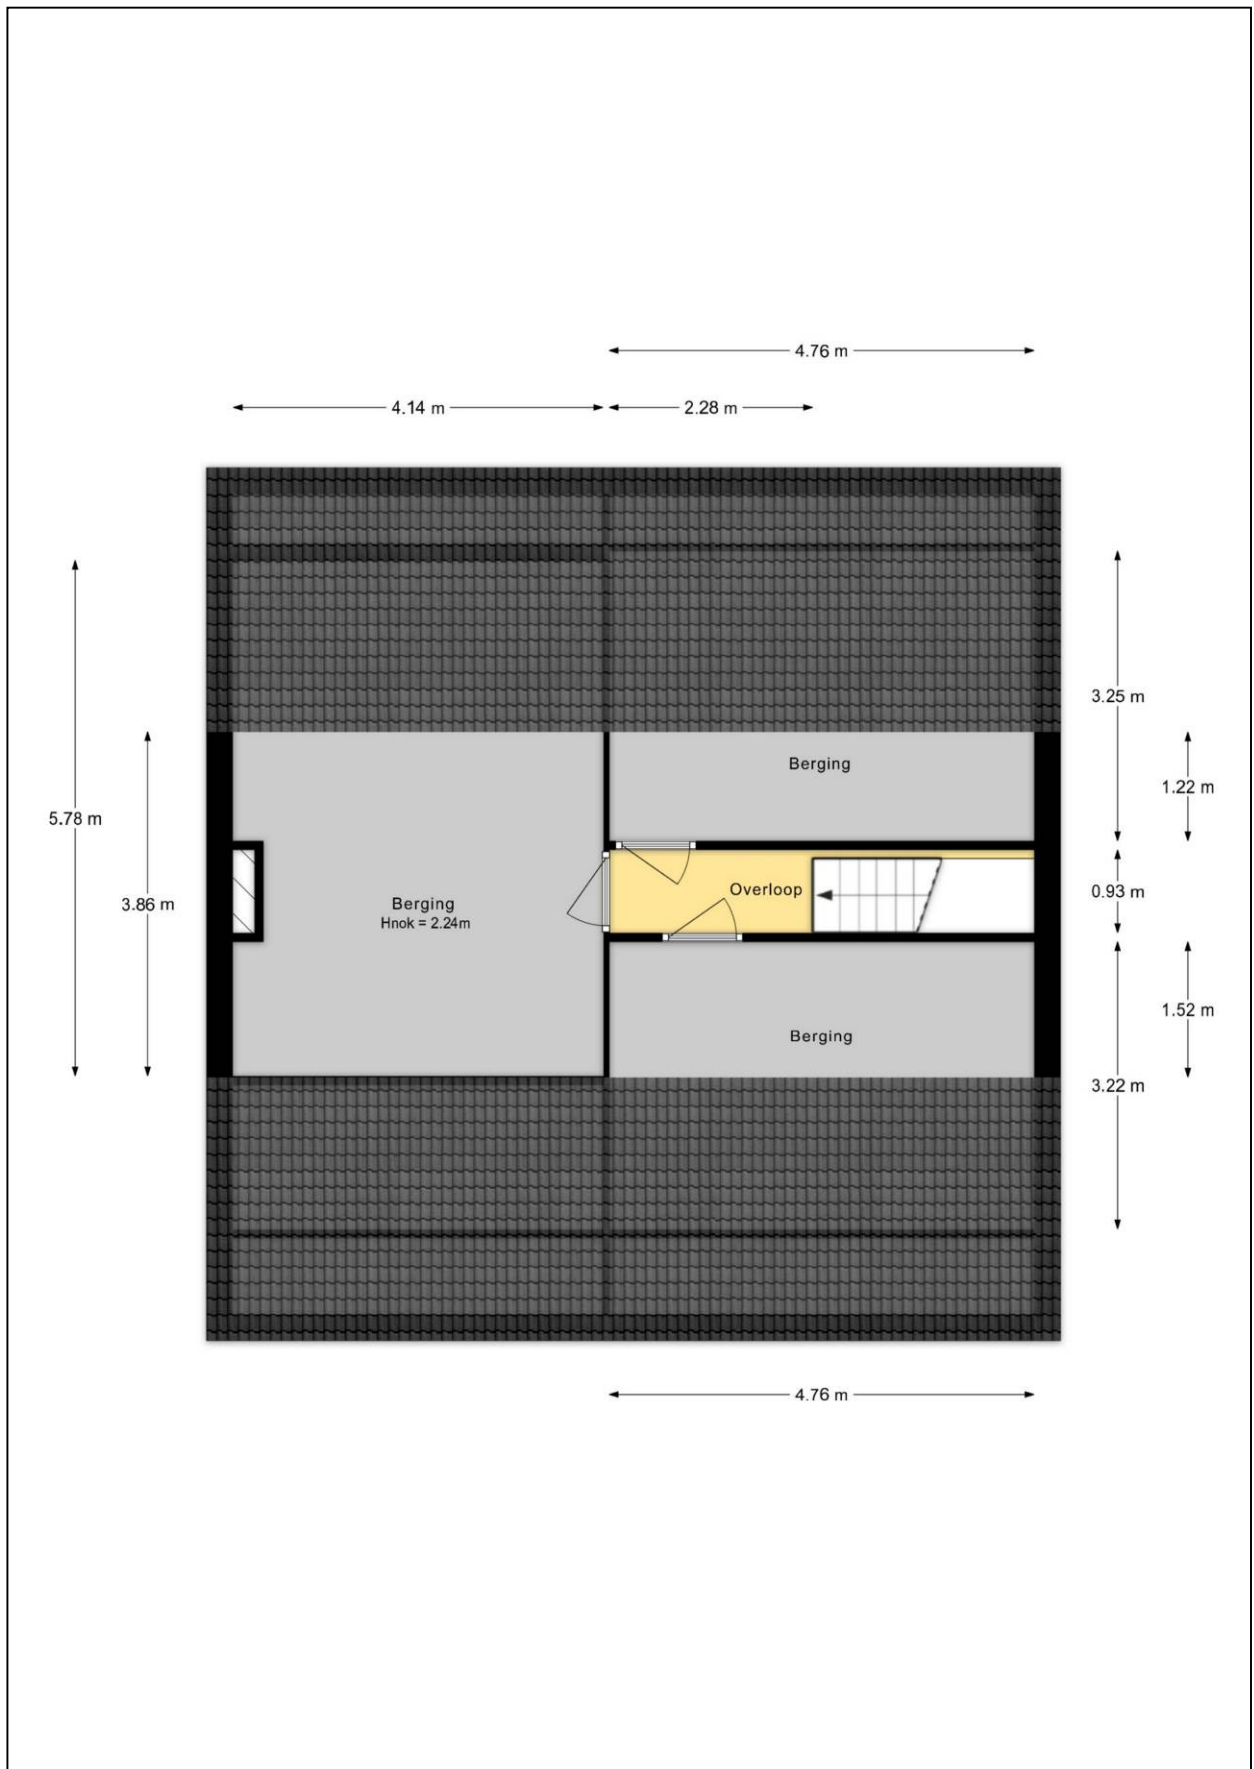 4.76 m
4.14 m
2.28 m
3.25 m
Berging
1.22 m
5.78 m
0.93 m
Overloop
3.86 m
Berging
Hnok = 2.24m
1.52 m
Berging
3.22 m
4.76 m